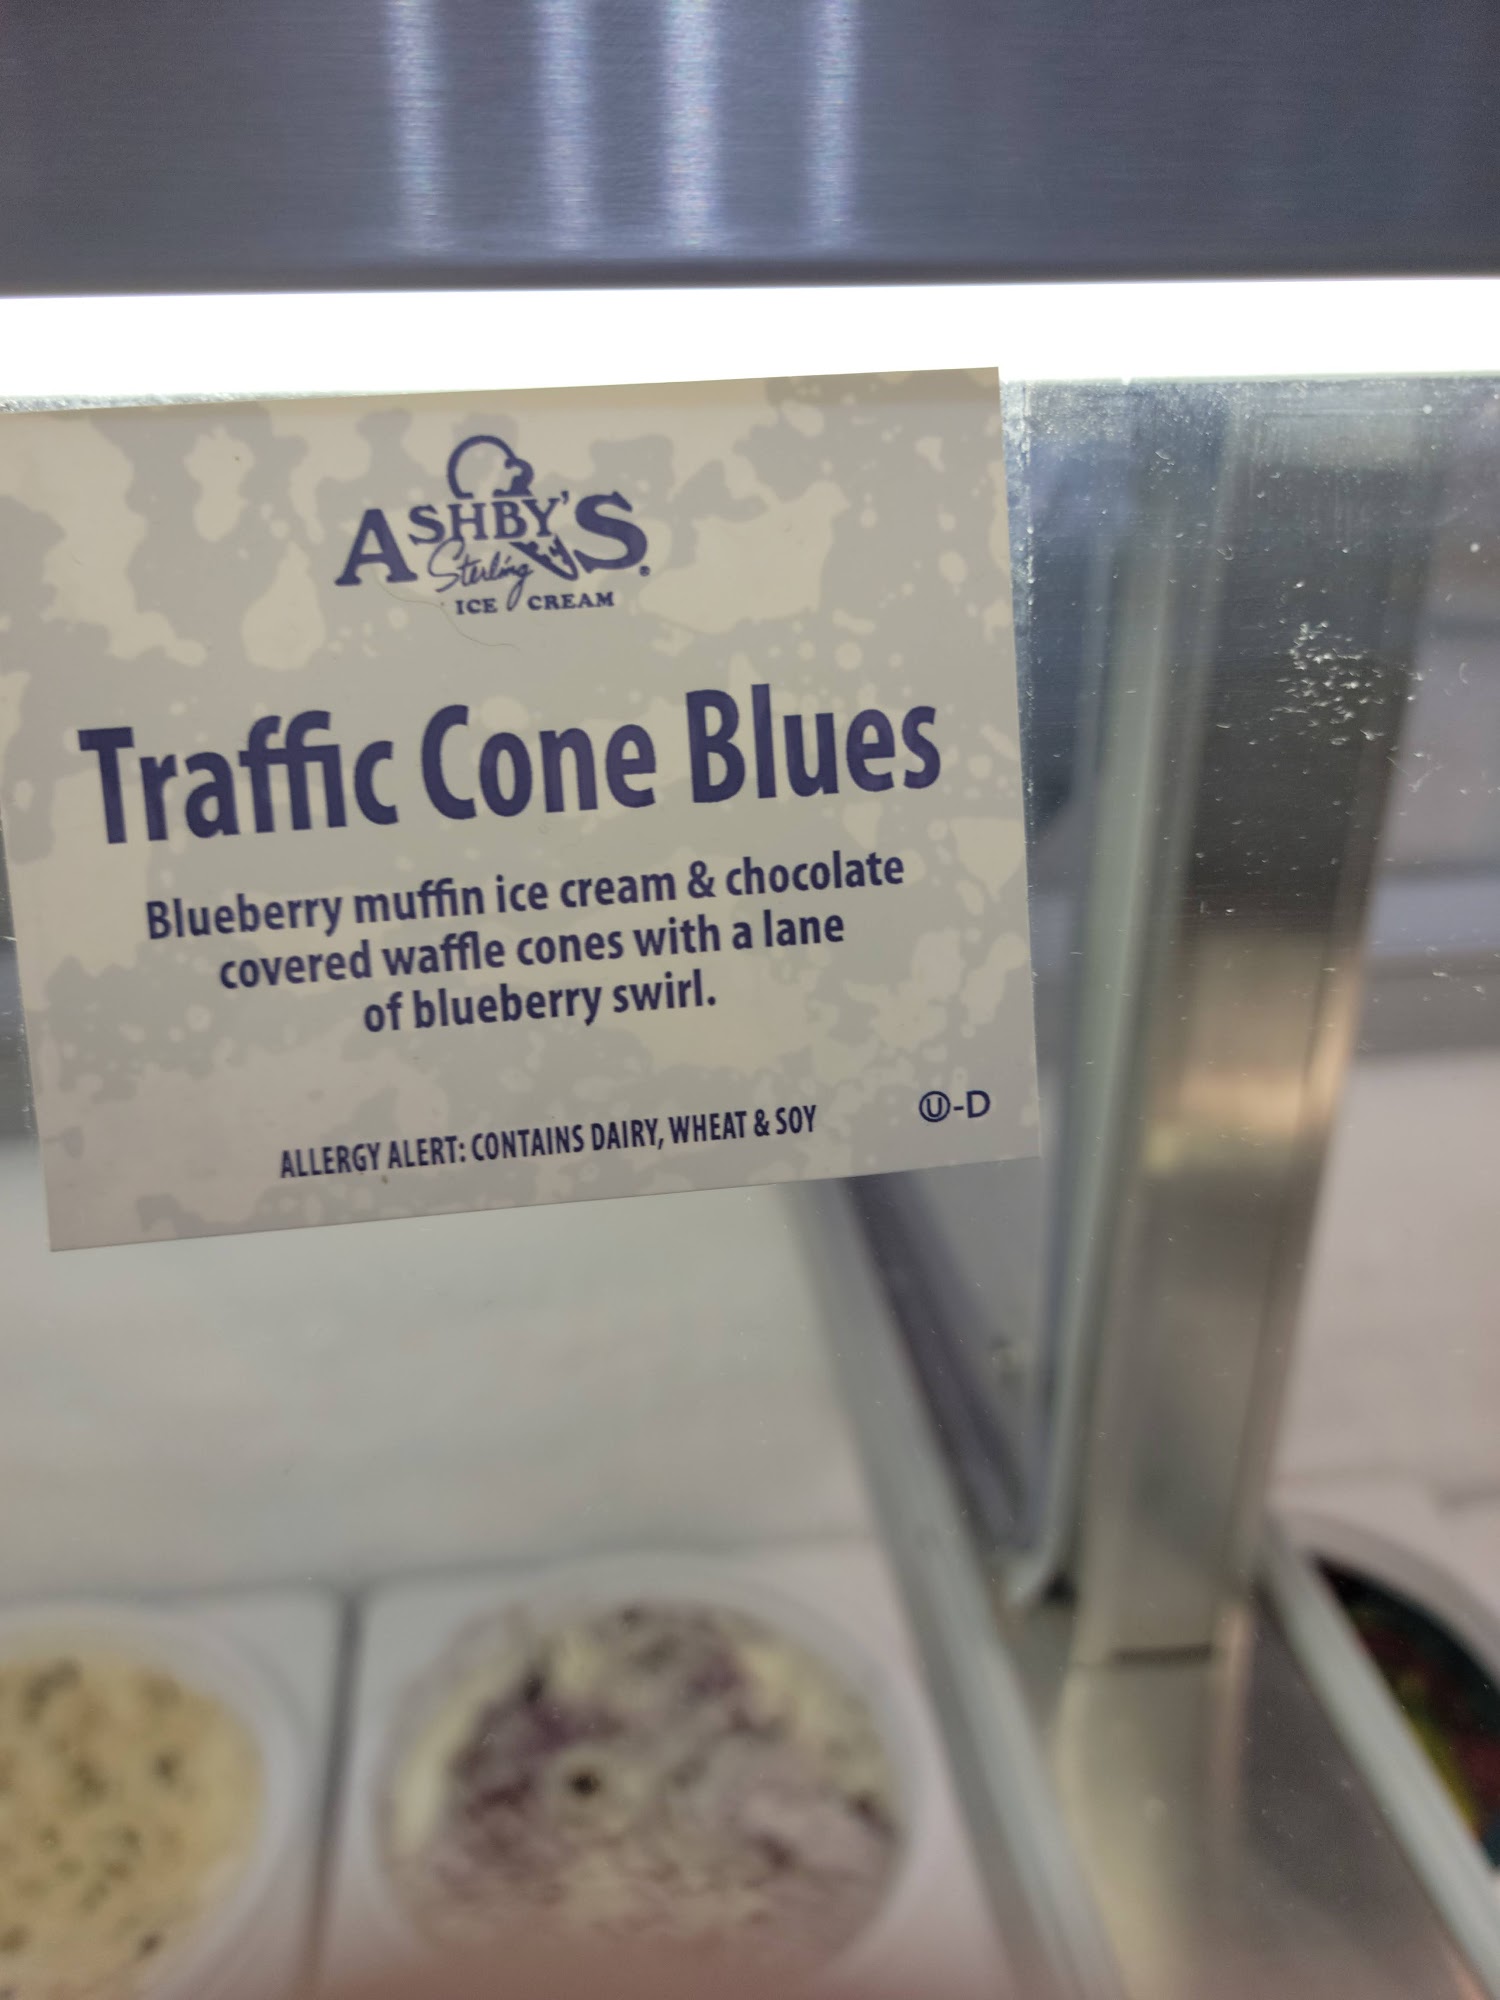 ASHBY'S
Sterling
ICE CREAM
Traffic Cone Blues
Blueberry muffin ice cream & chocolate
covered waffle cones with a lane
of blueberry swirl.
ALLERGY ALERT: CONTAINS DAIRY, WHEAT & SOY
Ⓤ-D